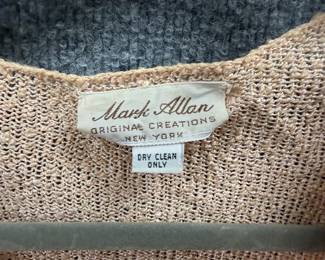 Mark Allan
ORIGINAL CREATIONS
NEW YORK
DRY CLEAN
ONLY